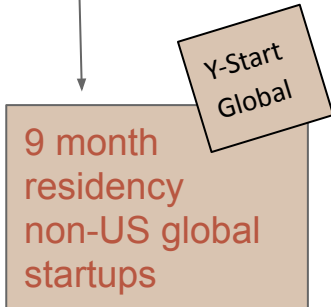 Y-Start
Global
9 month
residency
non-US global
startups